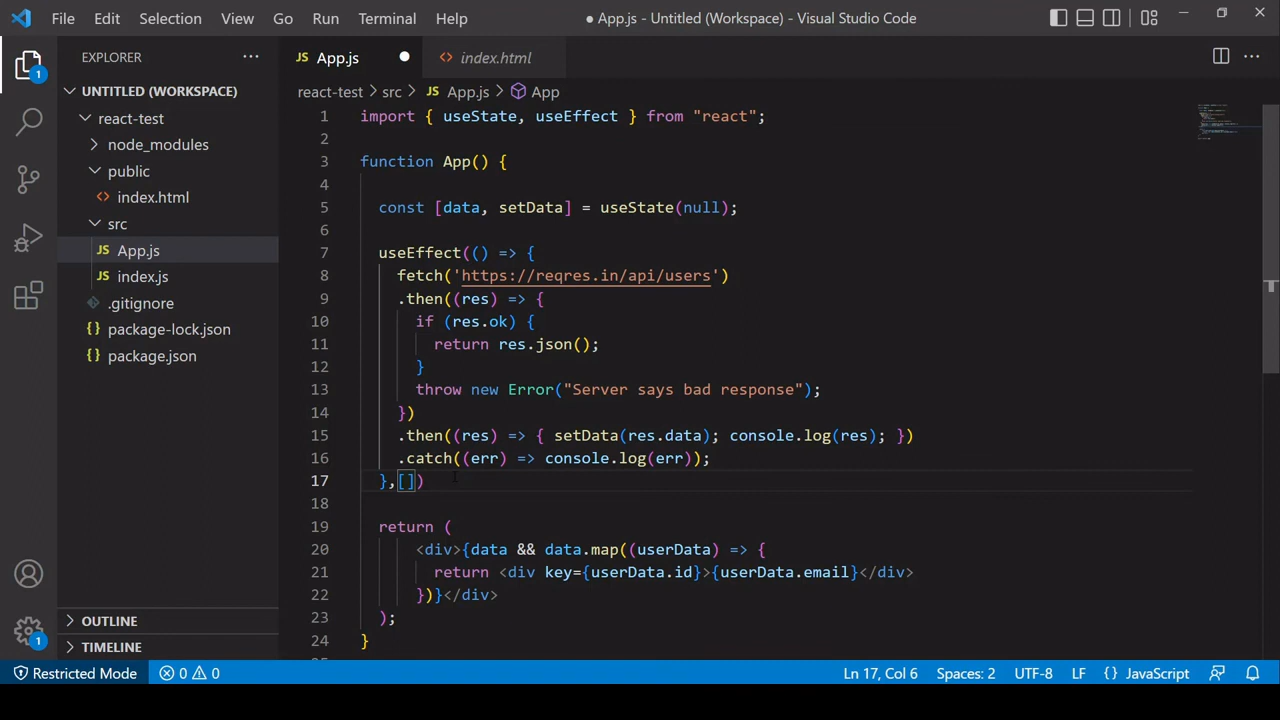 File Edit Selection View Go Run Terminal Help
● App.js - Untitled (Workspace) - Visual Studio Code
EXPLORER
JS App.js
<> index.html
UNTITLED (WORKSPACE)
react-test
node_modules
public
<> index.html
src
JS App.js
JS index.js
.gitignore
{} package-lock.json
{} package.json
OUTLINE
TIMELINE
1
1
react-test > src > JS App.js > App
1 import { useState, useEffect } from "react";
2
3 function App() {
4
5 const [data, setData] = useState(null);
6
7 useEffect(() => {
8 fetch('https://reqres.in/api/users')
9 .then((res) => {
10 if (res.ok) {
11 return res.json();
12 }
13 throw new Error("Server says bad response");
14 })
15 .then((res) => { setData(res.data); console.log(res); })
16 .catch((err) => console.log(err));
17 },[])
18
19 return (
20 <div>{data && data.map((userData) => {
21 return <div key={userData.id}>{userData.email}</div>
22 })}</div>
23 );
24 }
Restricted Mode 0 0 Ln 17, Col 6 Spaces: 2 UTF-8 LF {} JavaScript